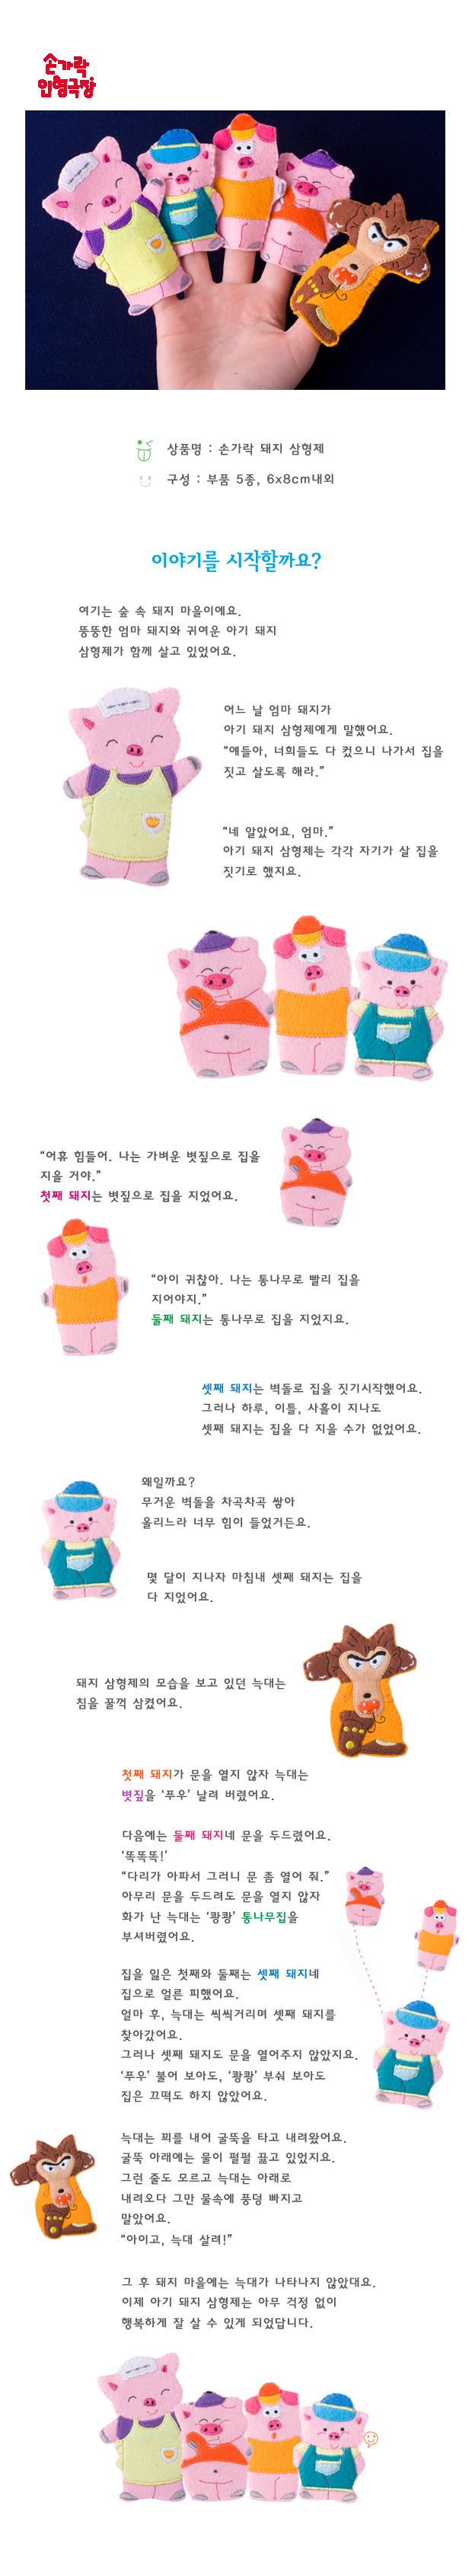 손가락
인형극장
상품명 : 손가락 돼지 삼형제
구성 : 부품 5종, 6x8cm내외
이야기를 시작할까요?
여기는 숲 속 돼지 마을이에요.
뚱뚱한 엄마 돼지와 귀여운 아기 돼지
삼형제가 함께 살고 있었어요.
어느 날 엄마 돼지가
아기 돼지 삼형제에게 말했어요.
“얘들아, 너희들도 다 컸으니 나가서 집을
짓고 살도록 해라.”
“네 알았어요, 엄마.”
아기 돼지 삼형제는 각각 자기가 살 집을
짓기로 했지요.
“어휴 힘들어. 나는 가벼운 볏짚으로 집을
지을 거야.”
첫째 돼지는 볏짚으로 집을 지었어요.
“아이 귀찮아. 나는 통나무로 빨리 집을
지어야지.”
둘째 돼지는 통나무로 집을 지었지요.
셋째 돼지는 벽돌로 집을 짓기시작했어요.
그러나 하루, 이틀, 사흘이 지나도
셋째 돼지는 집을 다 지을 수가 없었어요.
왜일까요?
무거운 벽돌을 차곡차곡 쌓아
올리느라 너무 힘이 들었거든요.
몇 달이 지나자 마침내 셋째 돼지는 집을
다 지었어요.
돼지 삼형제의 모습을 보고 있던 늑대는
침을 꿀꺽 삼켰어요.
첫째 돼지가 문을 열지 않자 늑대는
볏짚을 ‘푸우’ 날려 버렸어요.
다음에는 둘째 돼지네 문을 두드렸어요.
‘똑똑똑!’
“다리가 아파서 그러니 문 좀 열어 줘.”
아무리 문을 두드려도 문을 열지 않자
화가 난 늑대는 ‘쾅쾅’ 통나무집을
부셔버렸어요.
집을 잃은 첫째와 둘째는 셋째 돼지네
집으로 얼른 피했어요.
얼마 후, 늑대는 씩씩거리며 셋째 돼지를
찾아갔어요.
그러나 셋째 돼지도 문을 열어주지 않았지요.
‘푸우’ 불어 보아도, ‘쾅쾅’ 부숴 보아도
집은 끄떡도 하지 않았어요.
늑대는 꾀를 내어 굴뚝을 타고 내려왔어요.
굴뚝 아래에는 물이 펄펄 끓고 있었지요.
그런 줄도 모르고 늑대는 아래로
내려오다 그만 물속에 풍덩 빠지고
말았어요.
“아이고, 늑대 살려!”
그 후 돼지 마을에는 늑대가 나타나지 않았대요.
이제 아기 돼지 삼형제는 아무 걱정 없이
행복하게 잘 살 수 있게 되었답니다.